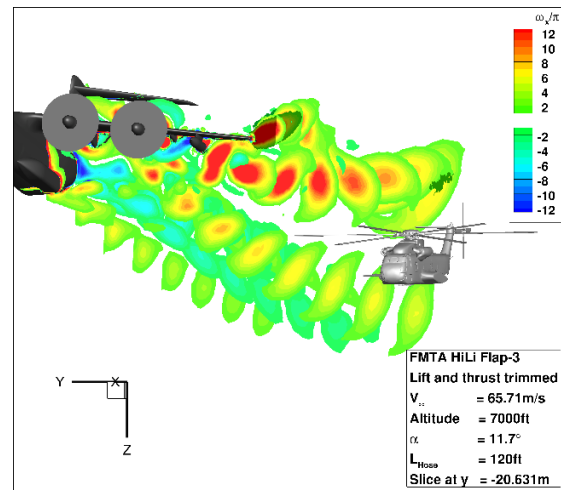 ωx/π
12
10
8
6
4
2
-2
-4
-6
-8
-10
-12
Y
X
Z
FMTA HiLi Flap-3
Lift and thrust trimmed
V∞ = 65.71m/s
Altitude = 7000ft
α = 11.7°
LHose = 120ft
Slice at y = -20.631m